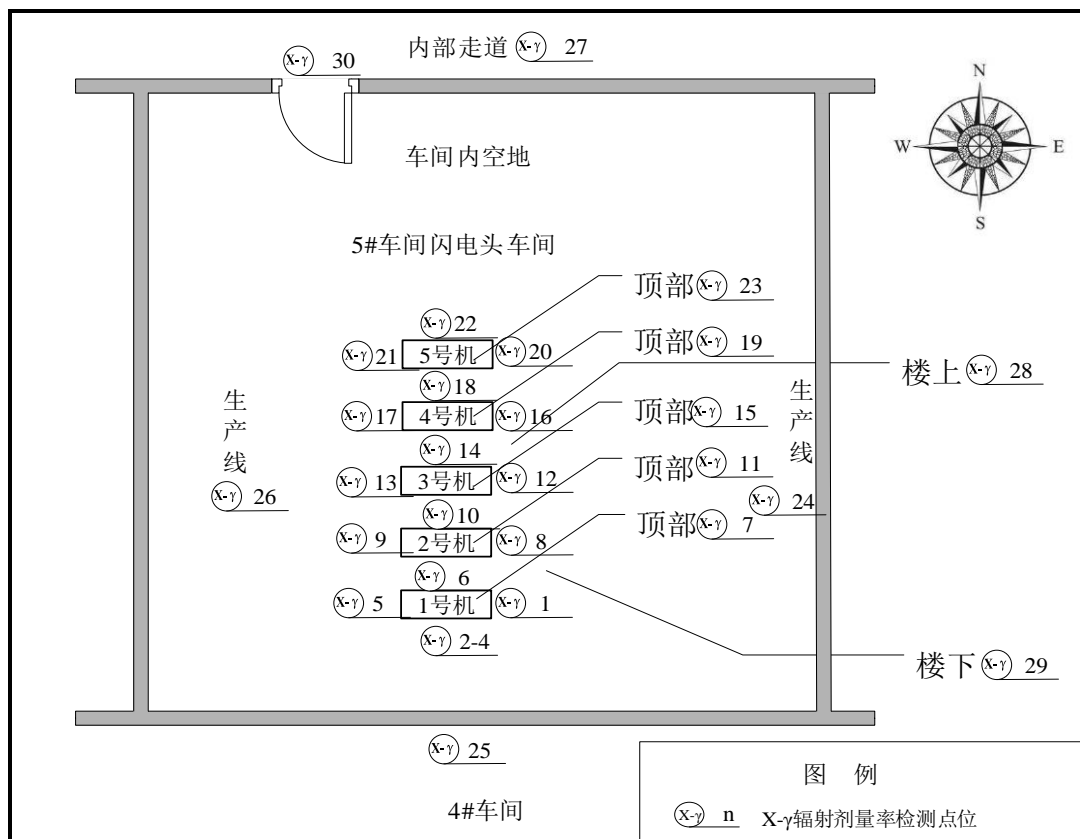 内部走道 X-γ 27
X-γ 30
N
W
E
S
车间内空地
5#车间闪电头车间
顶部 X-γ 23
X-γ 22
X-γ 21
5号机
X-γ 20
顶部 X-γ 19
楼上 X-γ 28
X-γ 18
X-γ 17
4号机
X-γ 16
顶部 X-γ 15
X-γ 14
X-γ 13
3号机
X-γ 12
顶部 X-γ 11
生产线
X-γ 26
生产线
X-γ 24
X-γ 10
X-γ 9
2号机
X-γ 8
顶部 X-γ 7
X-γ 6
X-γ 5
1号机
X-γ 1
X-γ 2-4
楼下 X-γ 29
X-γ 25
4#车间
图 例
X-γ n X-γ辐射剂量率检测点位